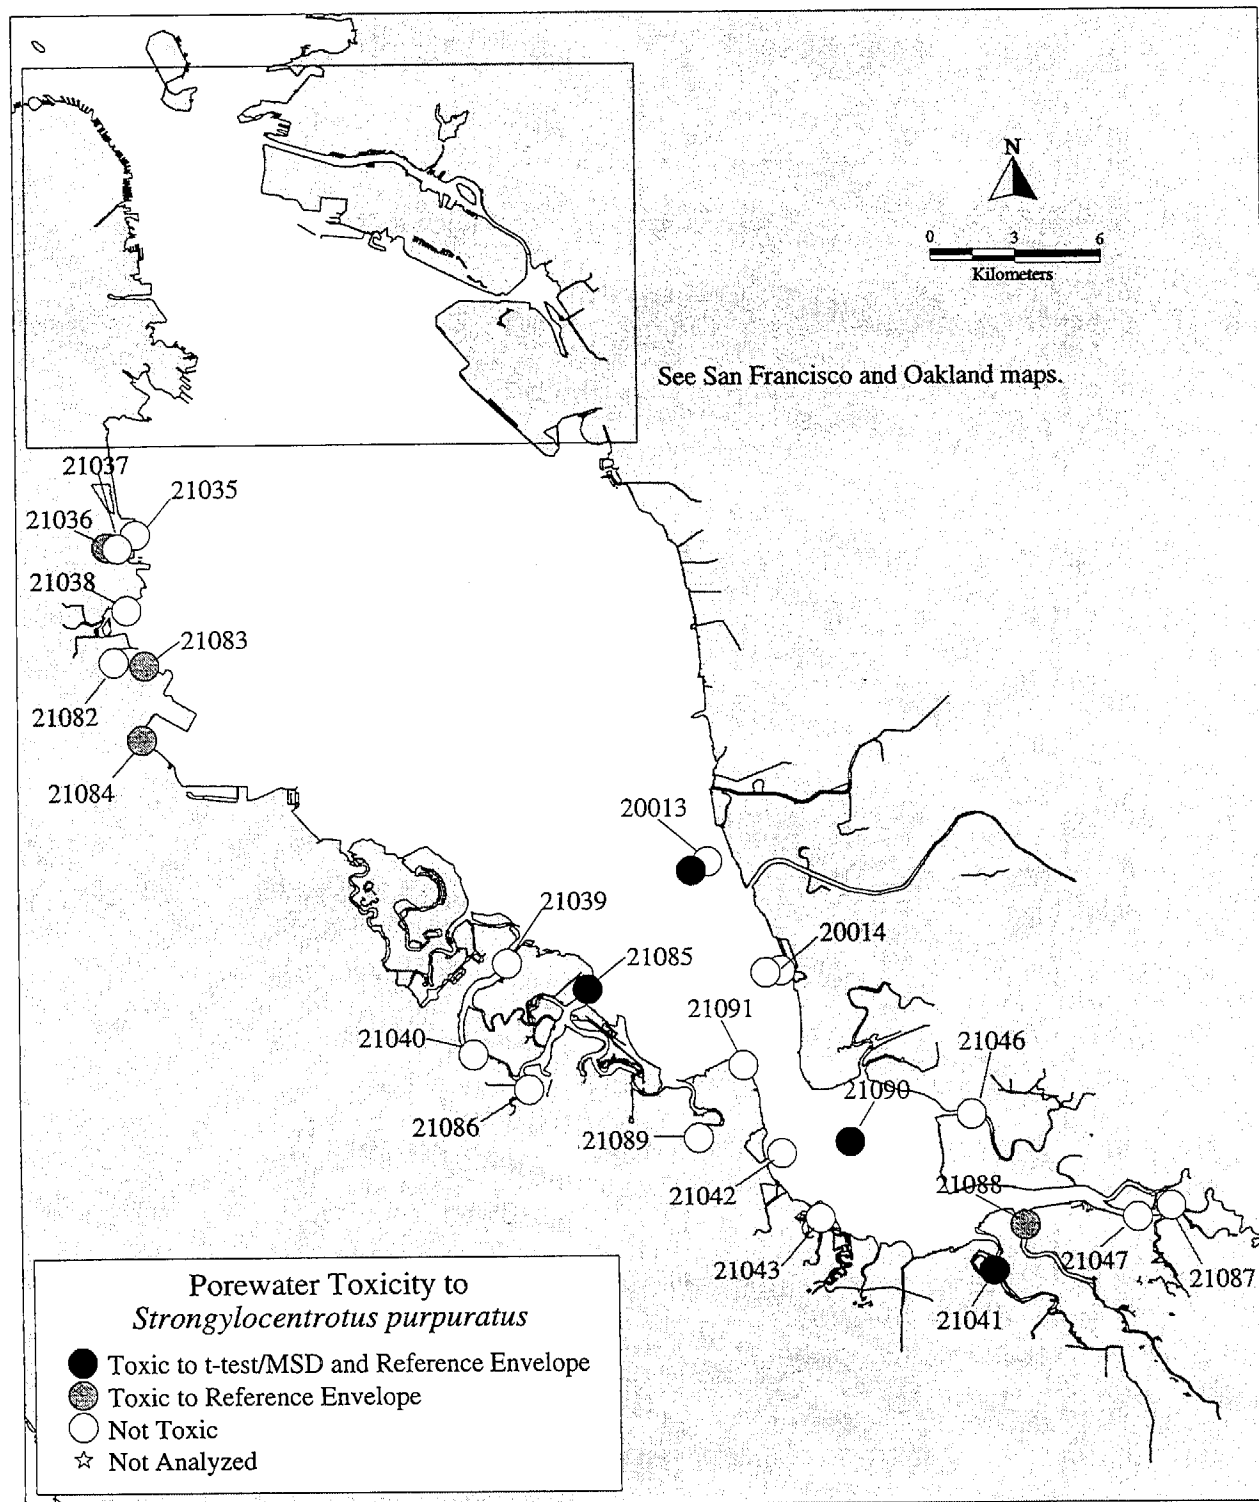 N
0 3 6
Kilometers
See San Francisco and Oakland maps.
21037
21035
21036
21038
21083
21082
21084
20013
21039
20014
21085
21091
21040
21046
21090
21086
21089
21042
21088
21043
21047
21087
21041
Porewater Toxicity to
Strongylocentrotus purpuratus
Toxic to t-test/MSD and Reference Envelope
Toxic to Reference Envelope
Not Toxic
Not Analyzed